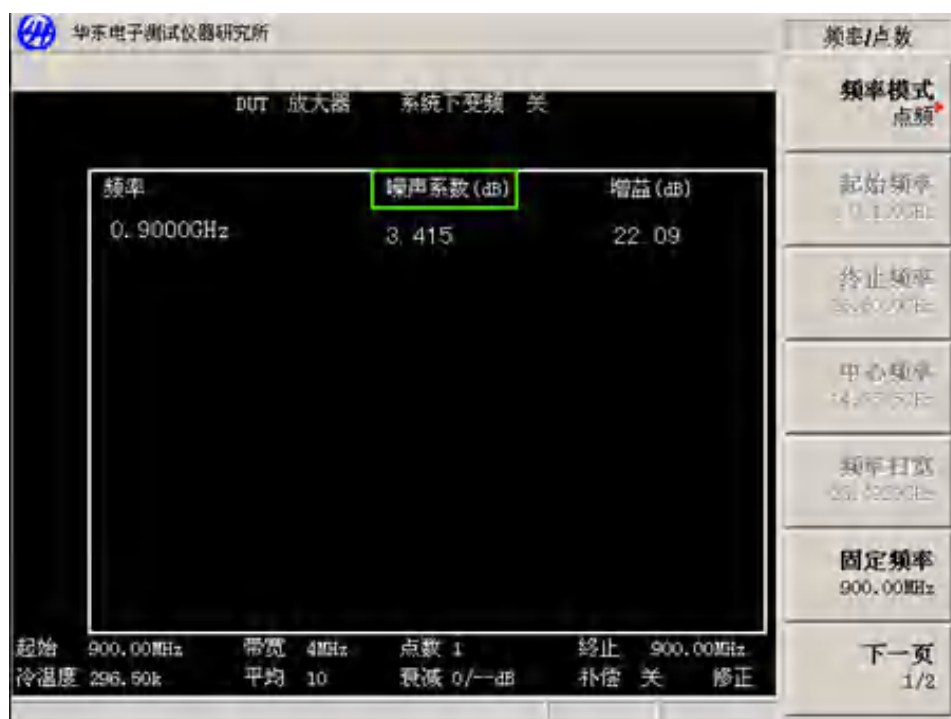 华东电子测试仪器研究所
频率/点数
DUT 放大器 系统下变频 关
频率 噪声系数(dB) 增益(dB)
0.9000GHz 3.415 22.09
起始 900.00MHz 带宽 4MHz 点数 1 终止 900.00MHz
冷温度 296.50k 平均 10 衰减 0/--dB 补偿 关 修正
频率模式
点频
起始频率
终止频率
中心频率
频率扫宽
固定频率
900.00MHz
下一页
1/2